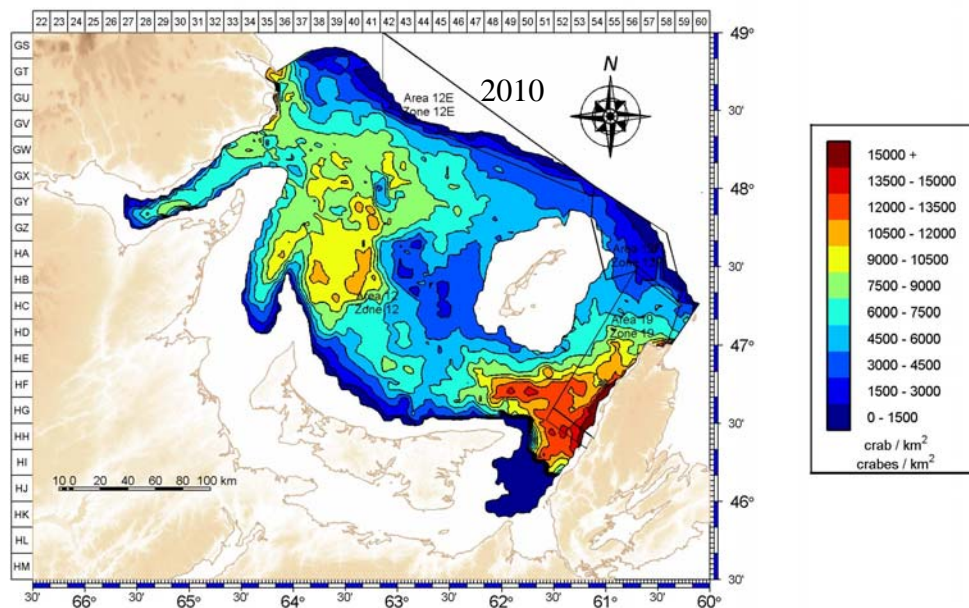 22 23 24 25 26 27 28 29 30 31 32 33 34 35 36 37 38 39 40 41 42 43 44 45 46 47 48 49 50 51 52 53 54 55 56 57 58 59 60
GS
GT
GU
GV
GW
GX
GY
GZ
HA
HB
HC
HD
HE
HF
HG
HH
HI
HJ
HK
HL
HM
49°
30'
48°
30'
47°
30'
46°
30'
2010
N
Area 12E
Zone 12E
Area 12
Zone 12
Area 19
Zone 19
10 0 20 40 60 80 100 km
30' 66° 30' 65° 30' 64° 30' 63° 30' 62° 30' 61° 30' 60°
15000 +
13500 - 15000
12000 - 13500
10500 - 12000
9000 - 10500
7500 - 9000
6000 - 7500
4500 - 6000
3000 - 4500
1500 - 3000
0 - 1500
crab / km²
crabes / km²